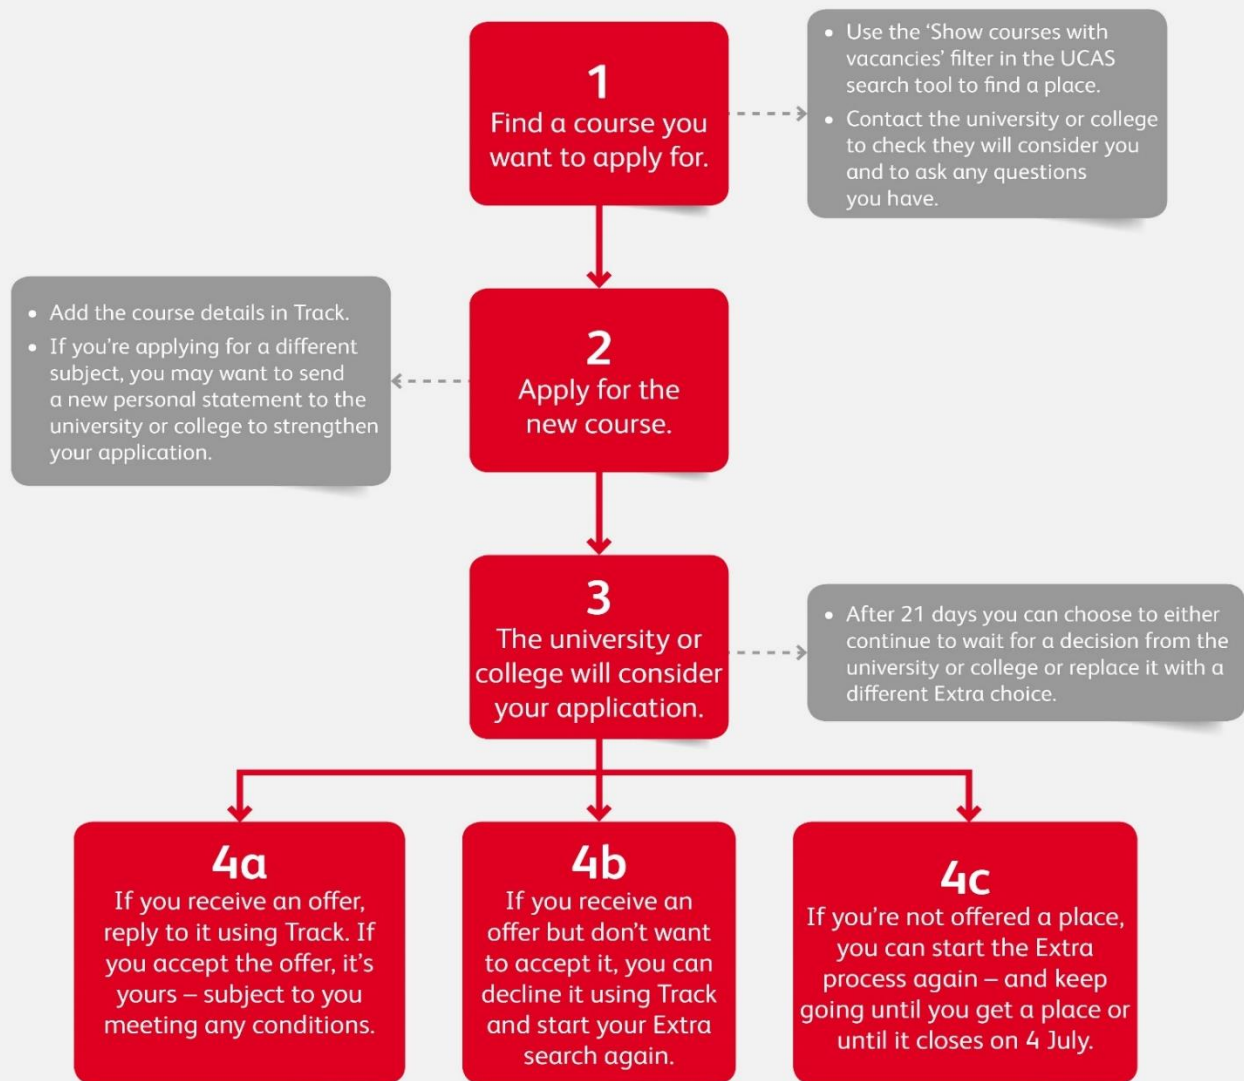 1
Find a course you
want to apply for.
• Use the ‘Show courses with
vacancies’ filter in the UCAS
search tool to find a place.
• Contact the university or college
to check they will consider you
and to ask any questions
you have.
2
Apply for the
new course.
• Add the course details in Track.
• If you’re applying for a different
subject, you may want to send
a new personal statement to the
university or college to strengthen
your application.
3
The university or
college will consider
your application.
• After 21 days you can choose to either
continue to wait for a decision from the
university or college or replace it with a
different Extra choice.
4a
If you receive an offer,
reply to it using Track. If
you accept the offer, it’s
yours – subject to you
meeting any conditions.
4b
If you receive an
offer but don’t want
to accept it, you can
decline it using Track
and start your Extra
search again.
4c
If you’re not offered a place,
you can start the Extra
process again – and keep
going until you get a place or
until it closes on 4 July.